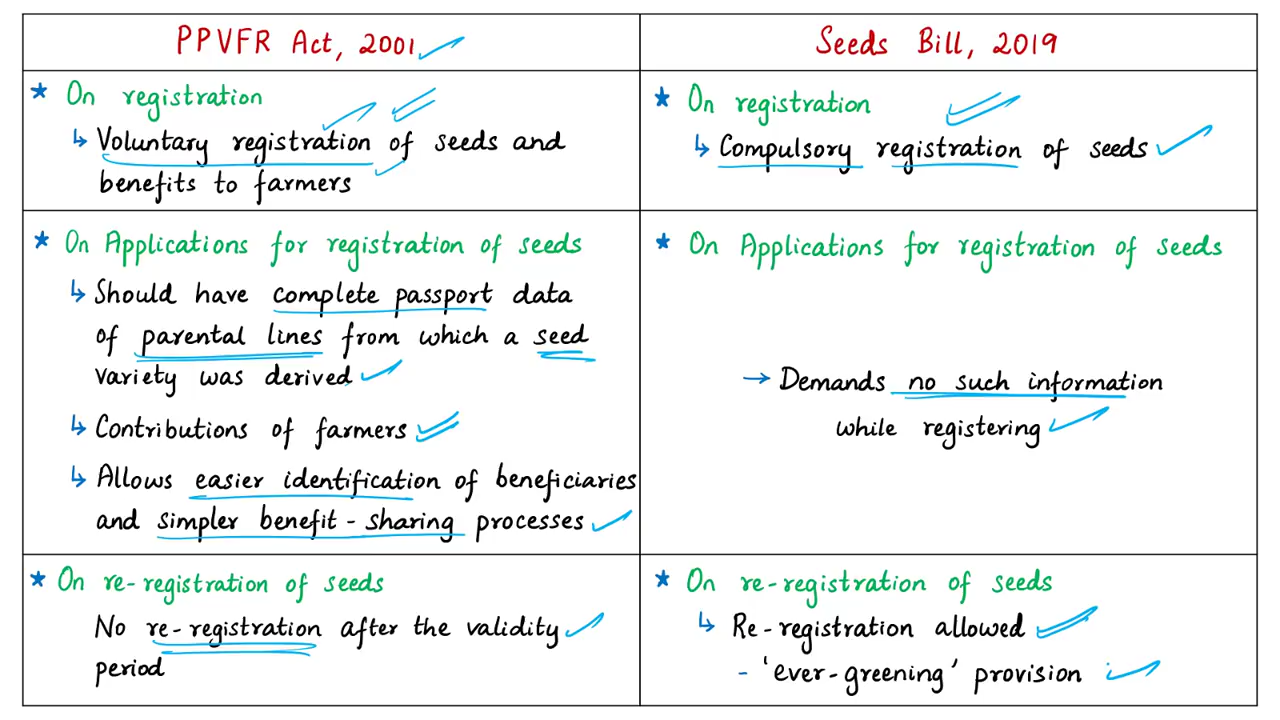 PPVFR Act, 2001
Seeds Bill, 2019
* On registration
↳ Voluntary registration of seeds and
benefits to farmers
* On registration
↳ Compulsory registration of seeds
* On Applications for registration of seeds
↳ Should have complete passport data
of parental lines from which a seed
variety was derived
↳ Contributions of farmers
↳ Allows easier identification of beneficiaries
and simpler benefit-sharing processes
* On Applications for registration of seeds
→ Demands no such information
while registering
* On re-registration of seeds
No re-registration after the validity
period
* On re-registration of seeds
↳ Re-registration allowed
- 'ever-greening' provision